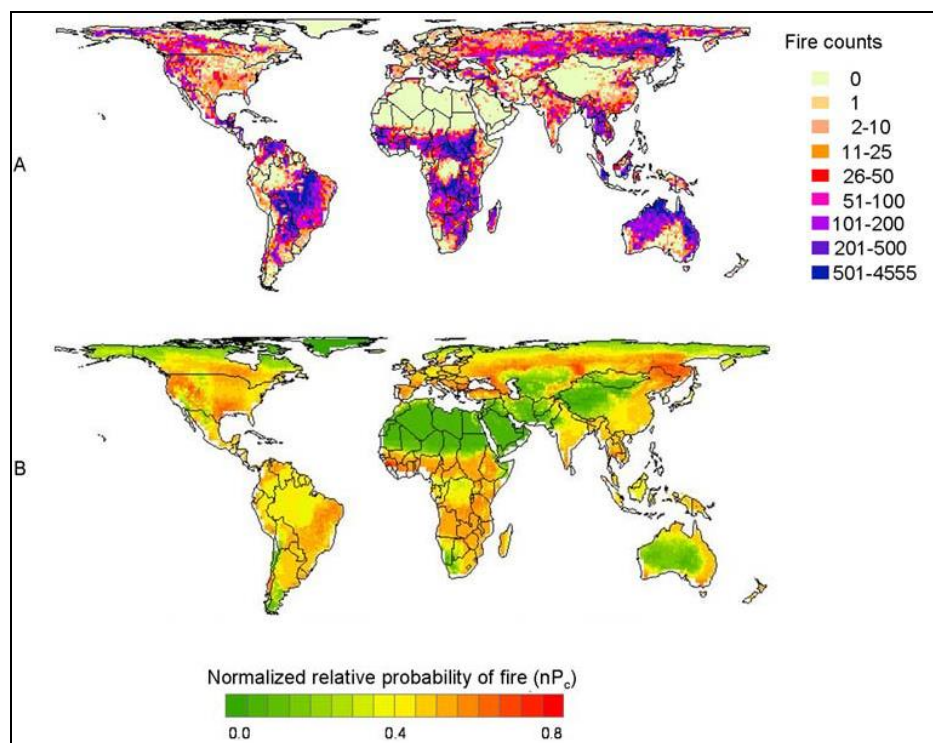 Fire counts
0
1
2-10
A
11-25
26-50
51-100
101-200
201-500
501-4555
B
Normalized relative probability of fire (nPc)
0.0 0.4 0.8